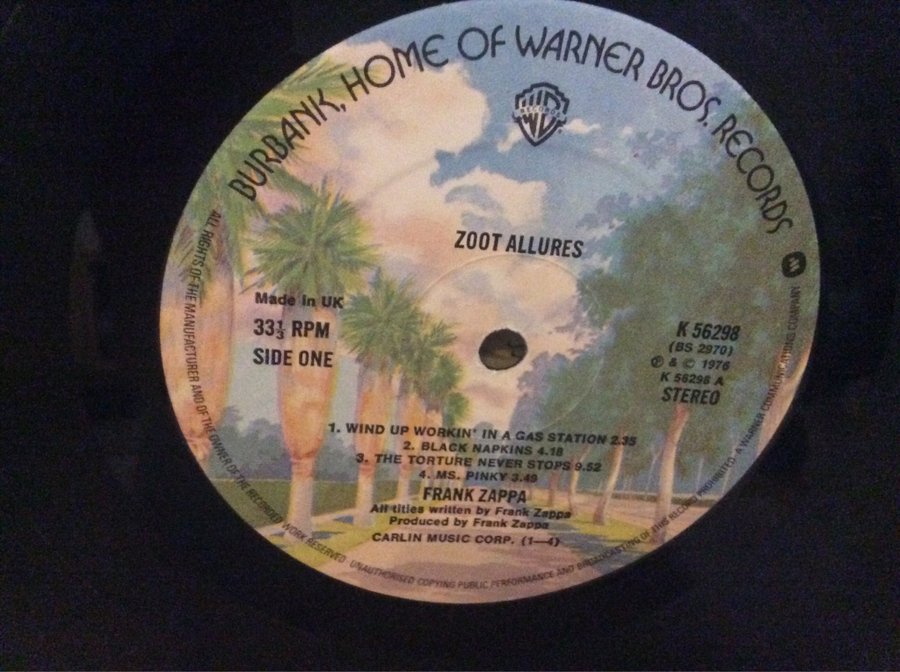 BURBANK, HOME OF WARNER BROS. RECORDS
RECORDS
ZOOT ALLURES
Made in UK
33⅓ RPM
SIDE ONE
K 56298
(BS 2970)
Ⓟ & © 1976
K 56298 A
STEREO
1. WIND UP WORKIN' IN A GAS STATION 2.35
2. BLACK NAPKINS 4.18
3. THE TORTURE NEVER STOPS 9.52
4. MS. PINKY 3.49
FRANK ZAPPA
All titles written by Frank Zappa
Produced by Frank Zappa
CARLIN MUSIC CORP. (1—4)
ALL RIGHTS OF THE MANUFACTURER AND OF THE OWNER OF THE RECORDED WORK RESERVED UNAUTHORISED COPYING PUBLIC PERFORMANCE AND BROADCASTING OF THIS RECORD PROHIBITED. A WARNER COMMUNICATIONS COMPANY